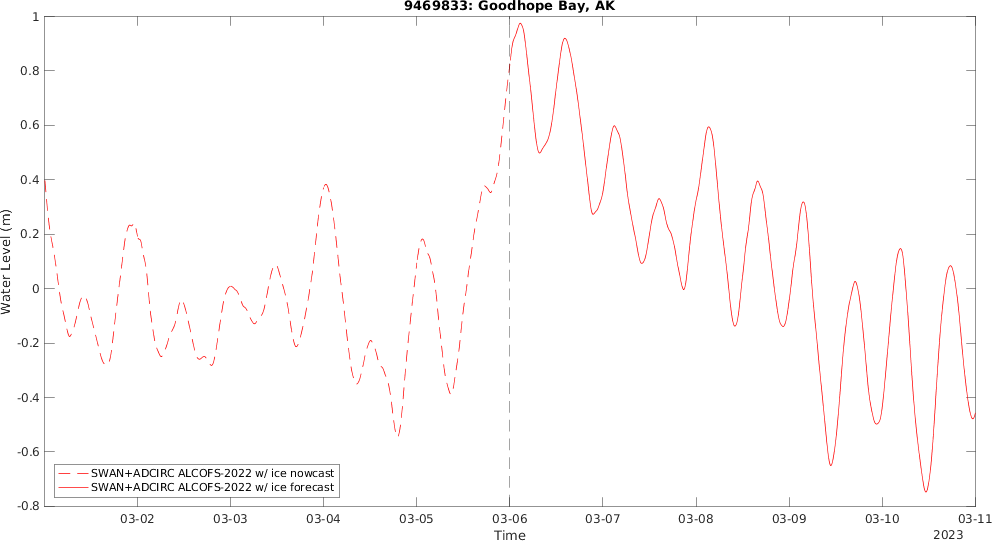 9469833: Goodhope Bay, AK
1
0.8
0.6
0.4
0.2
0
-0.2
-0.4
-0.6
-0.8
Water Level (m)
SWAN+ADCIRC ALCOFS-2022 w/ ice nowcast
SWAN+ADCIRC ALCOFS-2022 w/ ice forecast
03-02 03-03 03-04 03-05 03-06 03-07 03-08 03-09 03-10 03-11
Time
2023